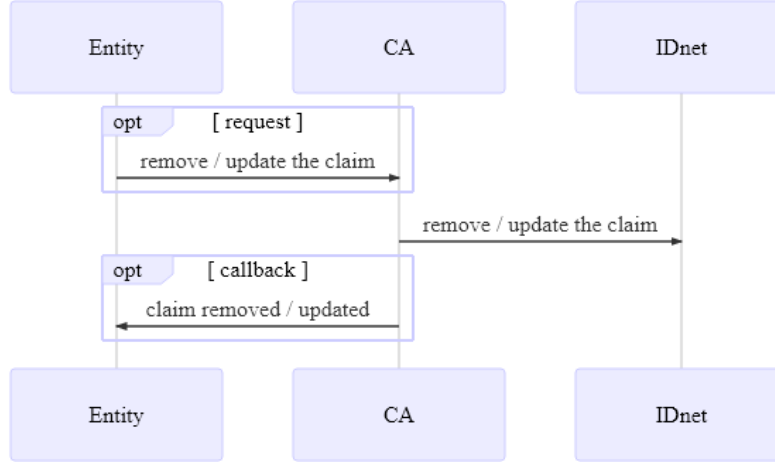 Entity CA IDnet
opt [ request ]
remove / update the claim
remove / update the claim
opt [ callback ]
claim removed / updated
Entity CA IDnet